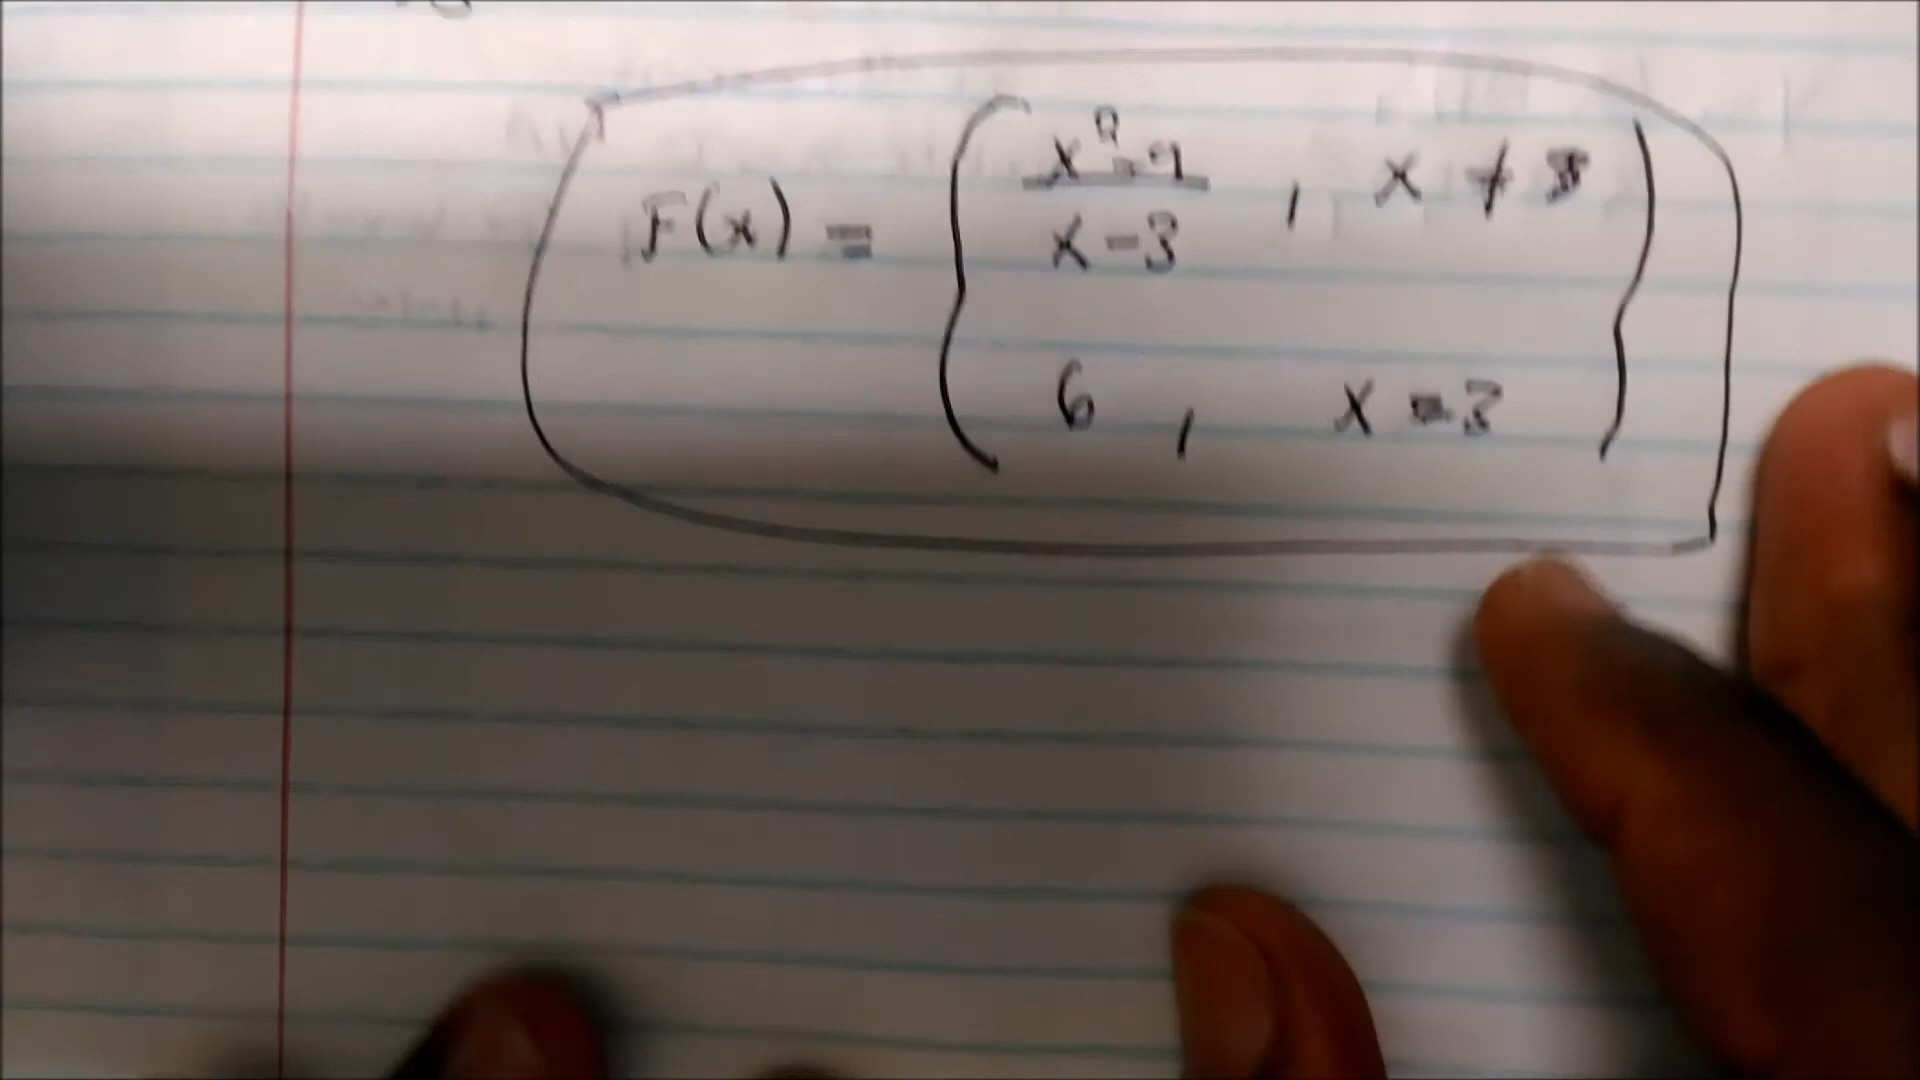 F(x) = { x² - 9 / x - 3 , x ≠ 3
6 , x = 3 }